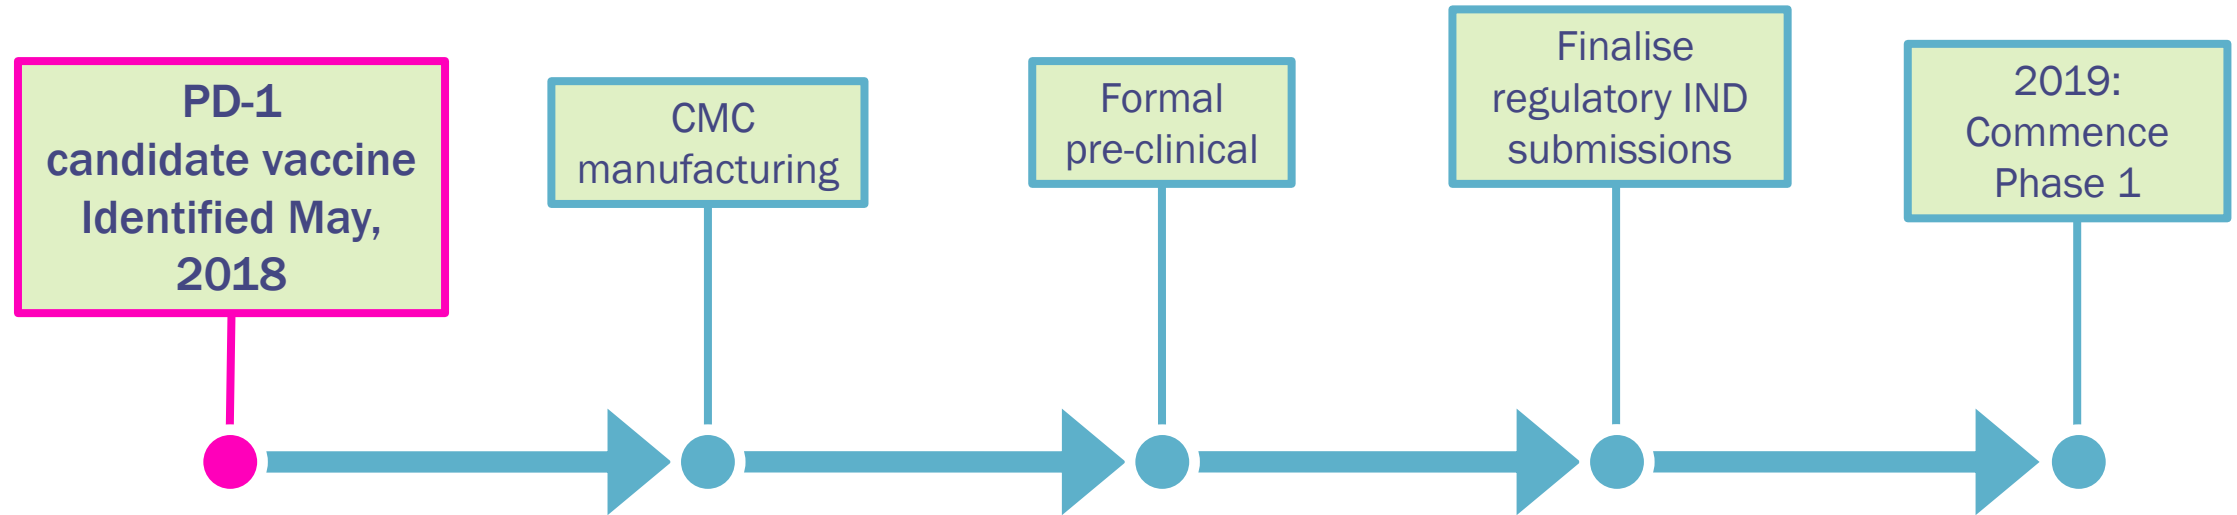 PD-1
candidate vaccine
Identified May,
2018
CMC
manufacturing
Formal
pre-clinical
Finalise
regulatory IND
submissions
2019:
Commence
Phase 1